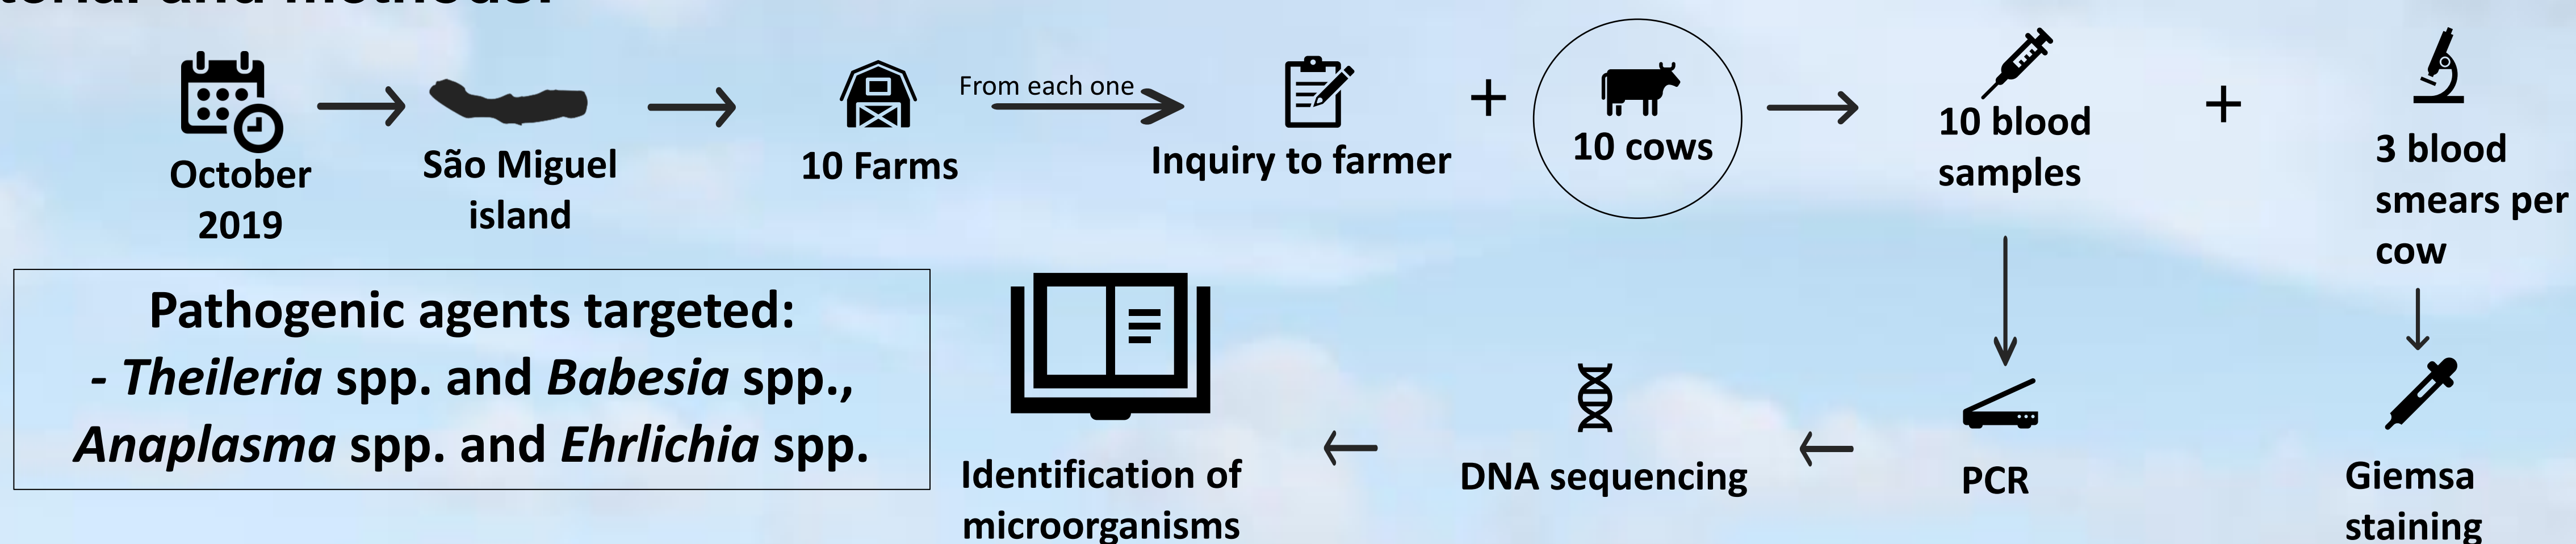 October
2019
São Miguel
island
10 Farms
From each one
Inquiry to farmer
+
10 cows
10 blood
samples
+
3 blood
smears per
cow
Pathogenic agents targeted:
- Theileria spp. and Babesia spp.,
Anaplasma spp. and Ehrlichia spp.
Identification of
microorganisms
DNA sequencing
PCR
Giemsa
staining